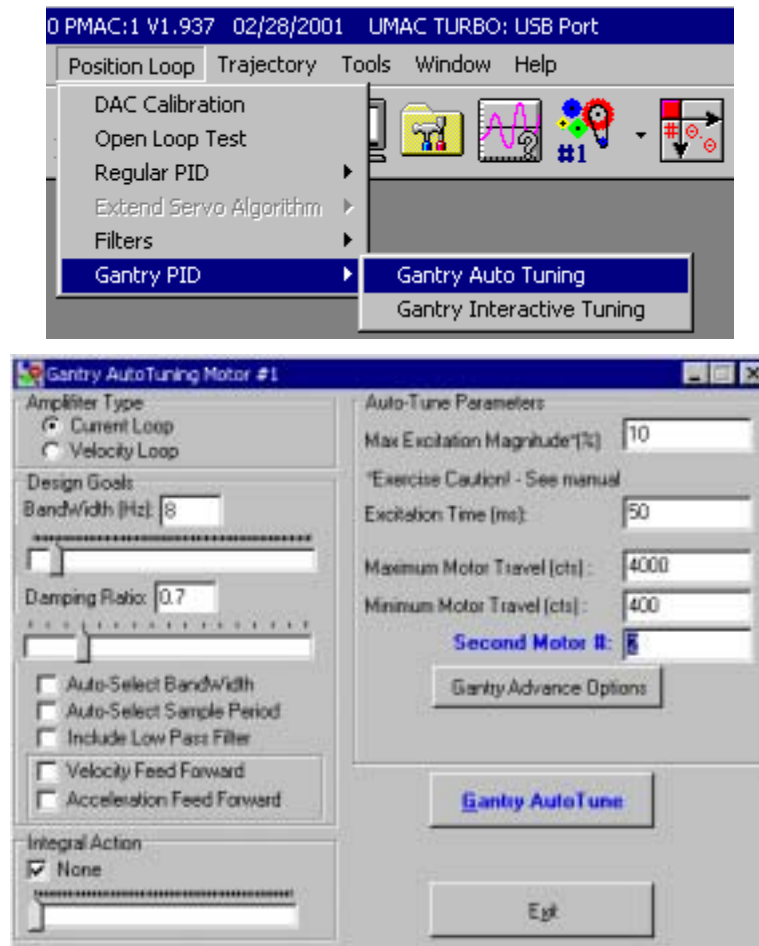 0 PMAC:1 V1.937 02/28/2001 UMAC TURBO: USB Port
Position Loop Trajectory Tools Window Help
DAC Calibration
Open Loop Test
Regular PID
Extend Servo Algorithm
Filters
Gantry PID
#1
Gantry Auto Tuning
Gantry Interactive Tuning
Gantry AutoTuning Motor #1
Amplifier Type
Current Loop
Velocity Loop
Design Goals
BandWidth (Hz): 8
Damping Ratio: 0.7
Auto-Select BandWidth
Auto-Select Sample Period
Include Low Pass Filter
Velocity Feed Forward
Acceleration Feed Forward
Integral Action
None
Auto-Tune Parameters
Max Excitation Magnitude*(%) 10
*Exercise Caution! - See manual
Excitation Time (ms): 50
Maximum Motor Travel (cts) : 4000
Minimum Motor Travel (cts) : 400
Second Motor #:
Gantry Advance Options
Gantry AutoTune
Exit